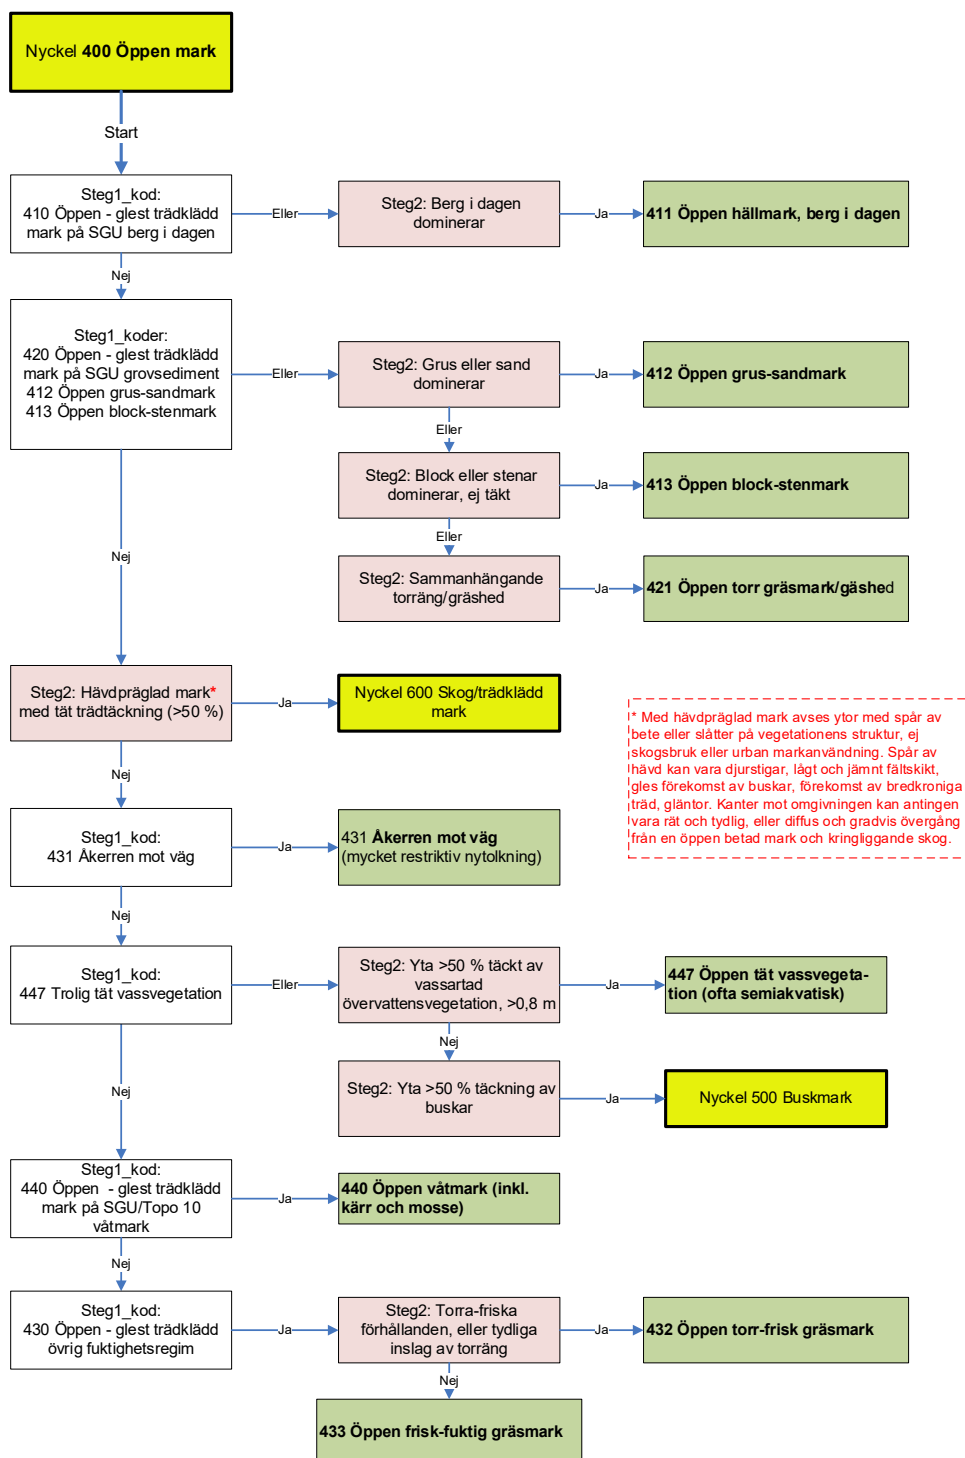 Nyckel 400 Öppen mark
Start
Steg1_kod:
410 Öppen - glest trädklädd
mark på SGU berg i dagen
Eller
Steg2: Berg i dagen
dominerar
Ja
411 Öppen hällmark, berg i dagen
Nej
Steg1_koder:
420 Öppen - glest trädklädd
mark på SGU grovsediment
412 Öppen grus-sandmark
413 Öppen block-stenmark
Eller
Steg2: Grus eller sand
dominerar
Ja
412 Öppen grus-sandmark
Eller
Steg2: Block eller stenar
dominerar, ej täkt
Ja
413 Öppen block-stenmark
Eller
Steg2: Sammanhängande
torräng/gräshed
Ja
421 Öppen torr gräsmark/gäshed
Nej
Steg2: Hävdpräglad mark*
med tät trädtäckning (>50 %)
Ja
Nyckel 600 Skog/trädklädd
mark
* Med hävdpräglad mark avses ytor med spår av
bete eller slåtter på vegetationens struktur, ej
skogsbruk eller urban markanvändning. Spår av
hävd kan vara djurstigar, lågt och jämnt fältskikt,
gles förekomst av buskar, förekomst av bredkroniga
träd, gläntor. Kanter mot omgivningen kan antingen
vara rät och tydlig, eller diffus och gradvis övergång
från en öppen betad mark och kringliggande skog.
Nej
Steg1_kod:
431 Åkerren mot väg
Ja
431 Åkerren mot väg
(mycket restriktiv nytolkning)
Nej
Steg1_kod:
447 Trolig tät vassvegetation
Eller
Steg2: Yta >50 % täckt av
vassartad
övervattensvegetation, >0,8 m
Ja
447 Öppen tät vassvegeta-
tion (ofta semiakvatisk)
Nej
Steg2: Yta >50 % täckning av
buskar
Ja
Nyckel 500 Buskmark
Nej
Steg1_kod:
440 Öppen - glest trädklädd
mark på SGU/Topo 10
våtmark
Ja
440 Öppen våtmark (inkl.
kärr och mosse)
Nej
Steg1_kod:
430 Öppen - glest trädklädd
övrig fuktighetsregim
Ja
Steg2: Torra-friska
förhållanden, eller tydliga
inslag av torräng
Ja
432 Öppen torr-frisk gräsmark
Nej
433 Öppen frisk-fuktig gräsmark